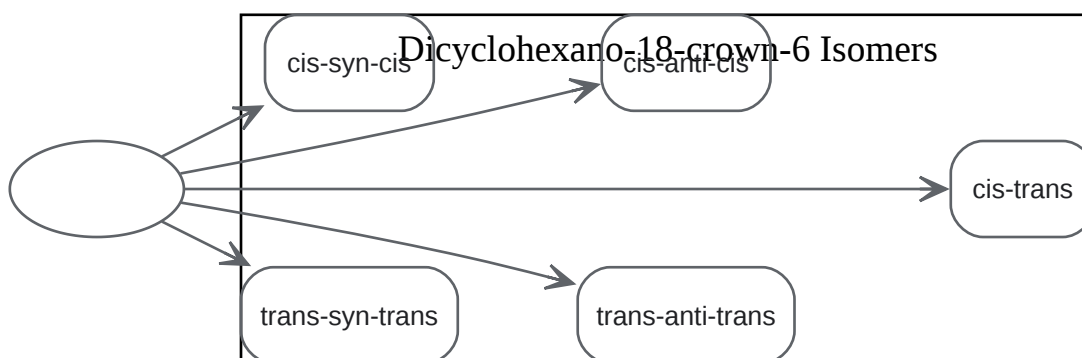 Dicyclohexano-18-crown-6 Isomers
cis-syn-cis
cis-anti-cis
cis-trans
trans-syn-trans
trans-anti-trans